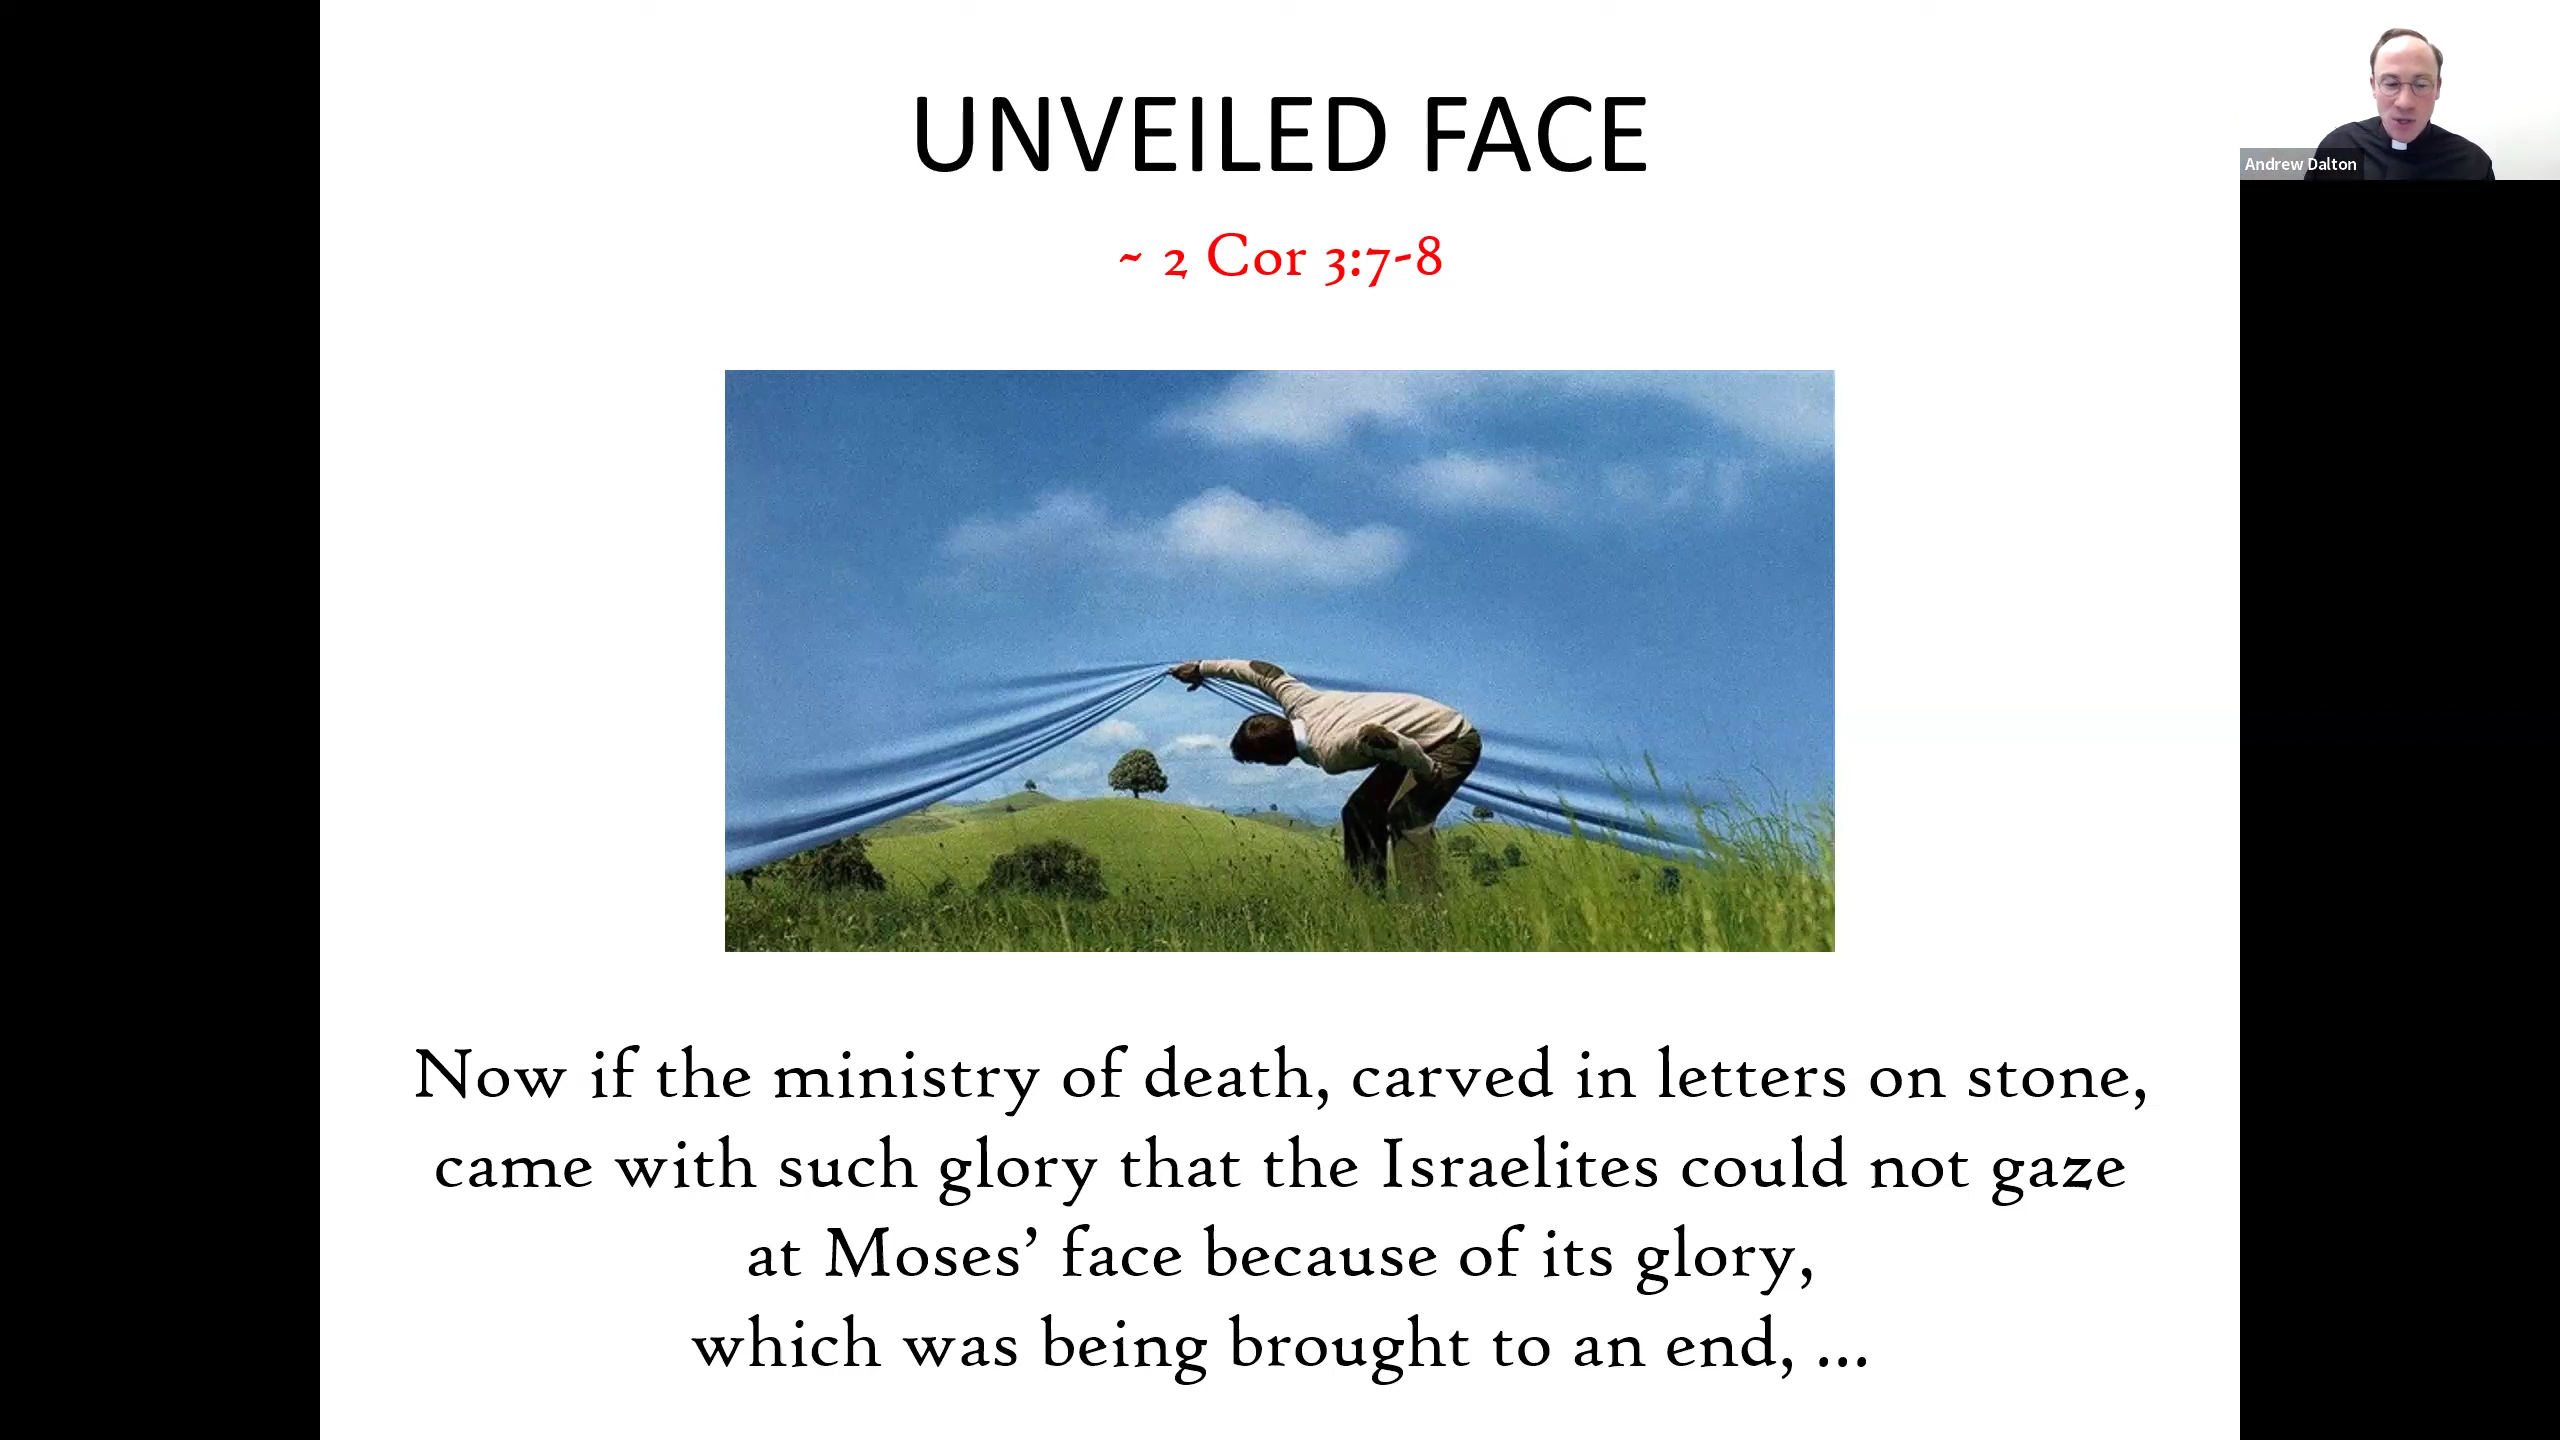 UNVEILED FACE
~ 2 Cor 3:7-8
Andrew Dalton
Now if the ministry of death, carved in letters on stone,
came with such glory that the Israelites could not gaze
at Moses’ face because of its glory,
which was being brought to an end, ...